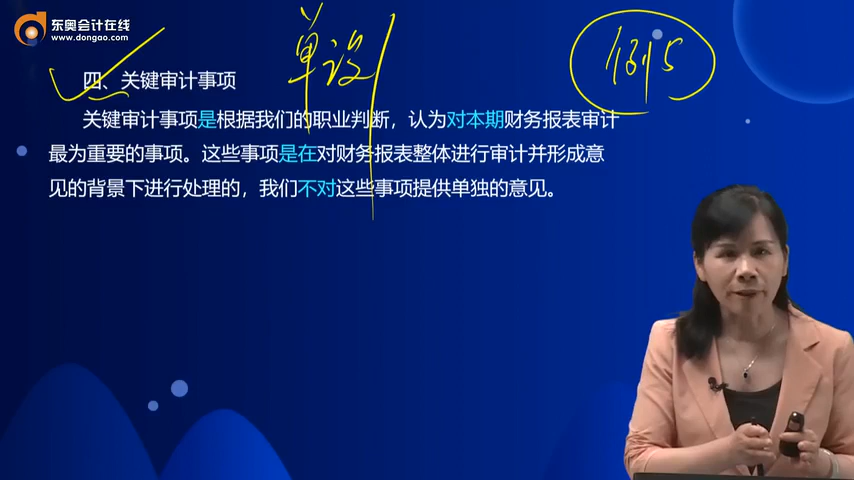 东奥会计在线
www.dongao.com
单设
例5
四、关键审计事项
关键审计事项是根据我们的职业判断，认为对本期财务报表审计
最为重要的事项。这些事项是在对财务报表整体进行审计并形成意
见的背景下进行处理的，我们不对这些事项提供单独的意见。